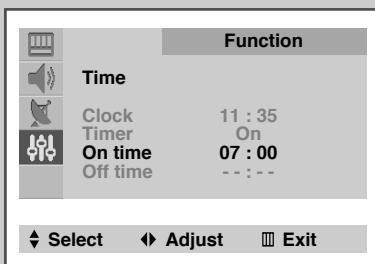 Function
Time
Clock 11 : 35
Timer On
On time 07 : 00
Off time - - : - -
Select Adjust Exit